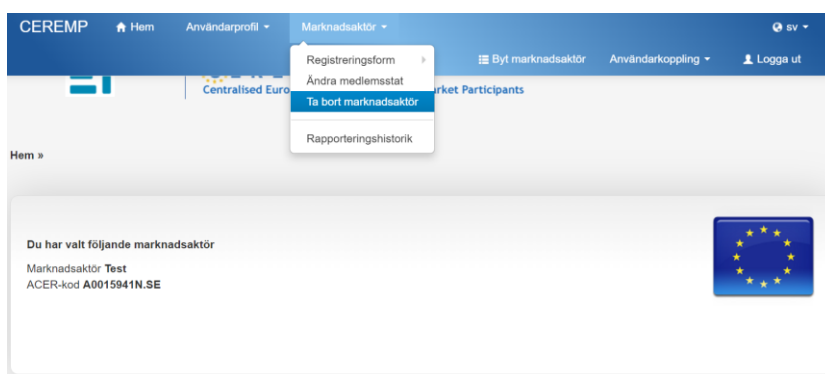 CEREMP Hem Användarprofil Marknadsaktör sv
Byt marknadsaktör Användarkoppling Logga ut
Registreringsform
Ändra medlemsstat
Ta bort marknadsaktör
Rapporteringshistorik
Centralised Euro rket Participants
Hem »
Du har valt följande marknadsaktör
Marknadsaktör Test
ACER-kod A0015941N.SE